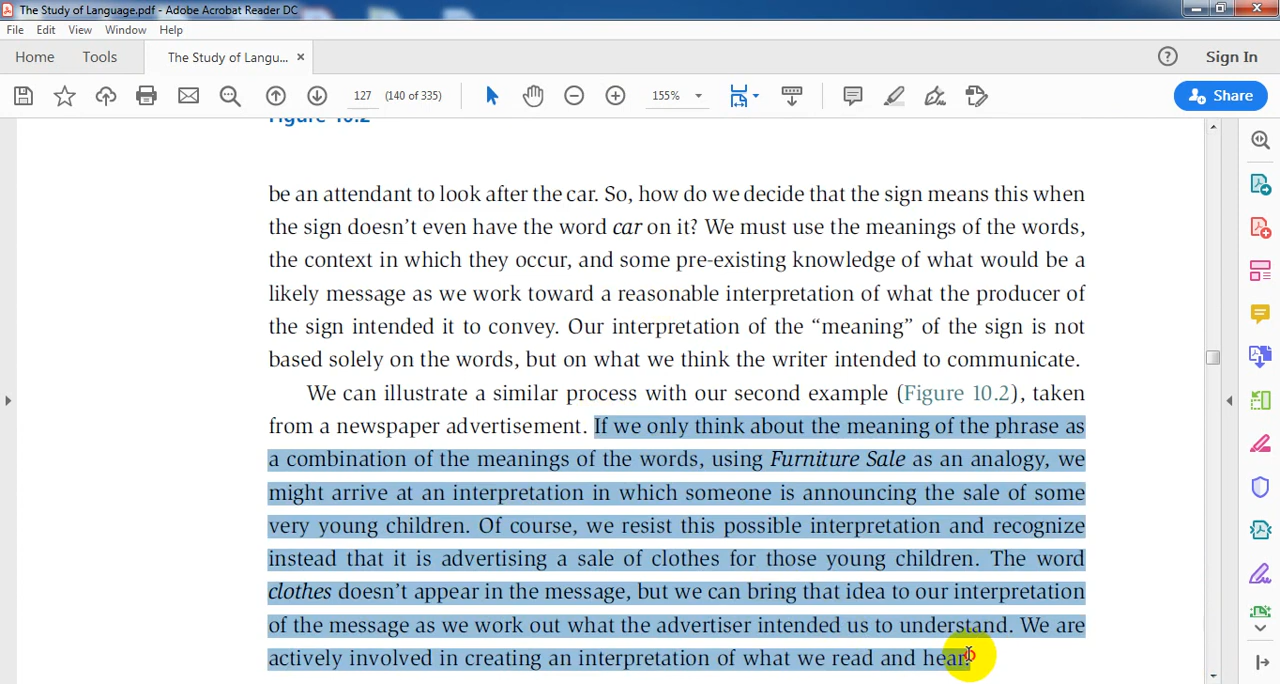 The Study of Language.pdf - Adobe Acrobat Reader DC
File Edit View Window Help
Home Tools The Study of Langu... × Sign In
127 (140 of 335) 155% Share
Figure 10.2
be an attendant to look after the car. So, how do we decide that the sign means this when
the sign doesn’t even have the word car on it? We must use the meanings of the words,
the context in which they occur, and some pre-existing knowledge of what would be a
likely message as we work toward a reasonable interpretation of what the producer of
the sign intended it to convey. Our interpretation of the “meaning” of the sign is not
based solely on the words, but on what we think the writer intended to communicate.
We can illustrate a similar process with our second example (Figure 10.2), taken
from a newspaper advertisement. If we only think about the meaning of the phrase as
a combination of the meanings of the words, using Furniture Sale as an analogy, we
might arrive at an interpretation in which someone is announcing the sale of some
very young children. Of course, we resist this possible interpretation and recognize
instead that it is advertising a sale of clothes for those young children. The word
clothes doesn’t appear in the message, but we can bring that idea to our interpretation
of the message as we work out what the advertiser intended us to understand. We are
actively involved in creating an interpretation of what we read and hear.